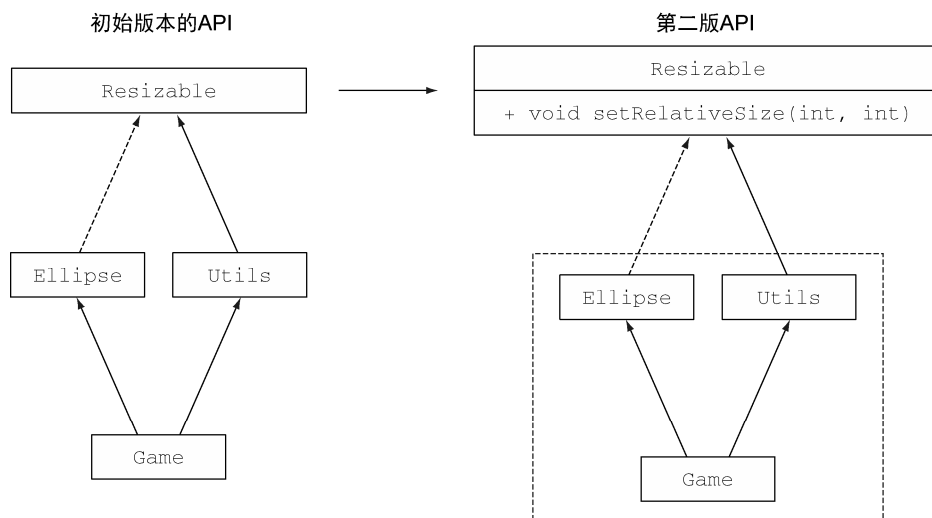 初始版本的API
Resizable
Ellipse
Utils
Game
第二版API
Resizable
+ void setRelativeSize(int, int)
Ellipse
Utils
Game